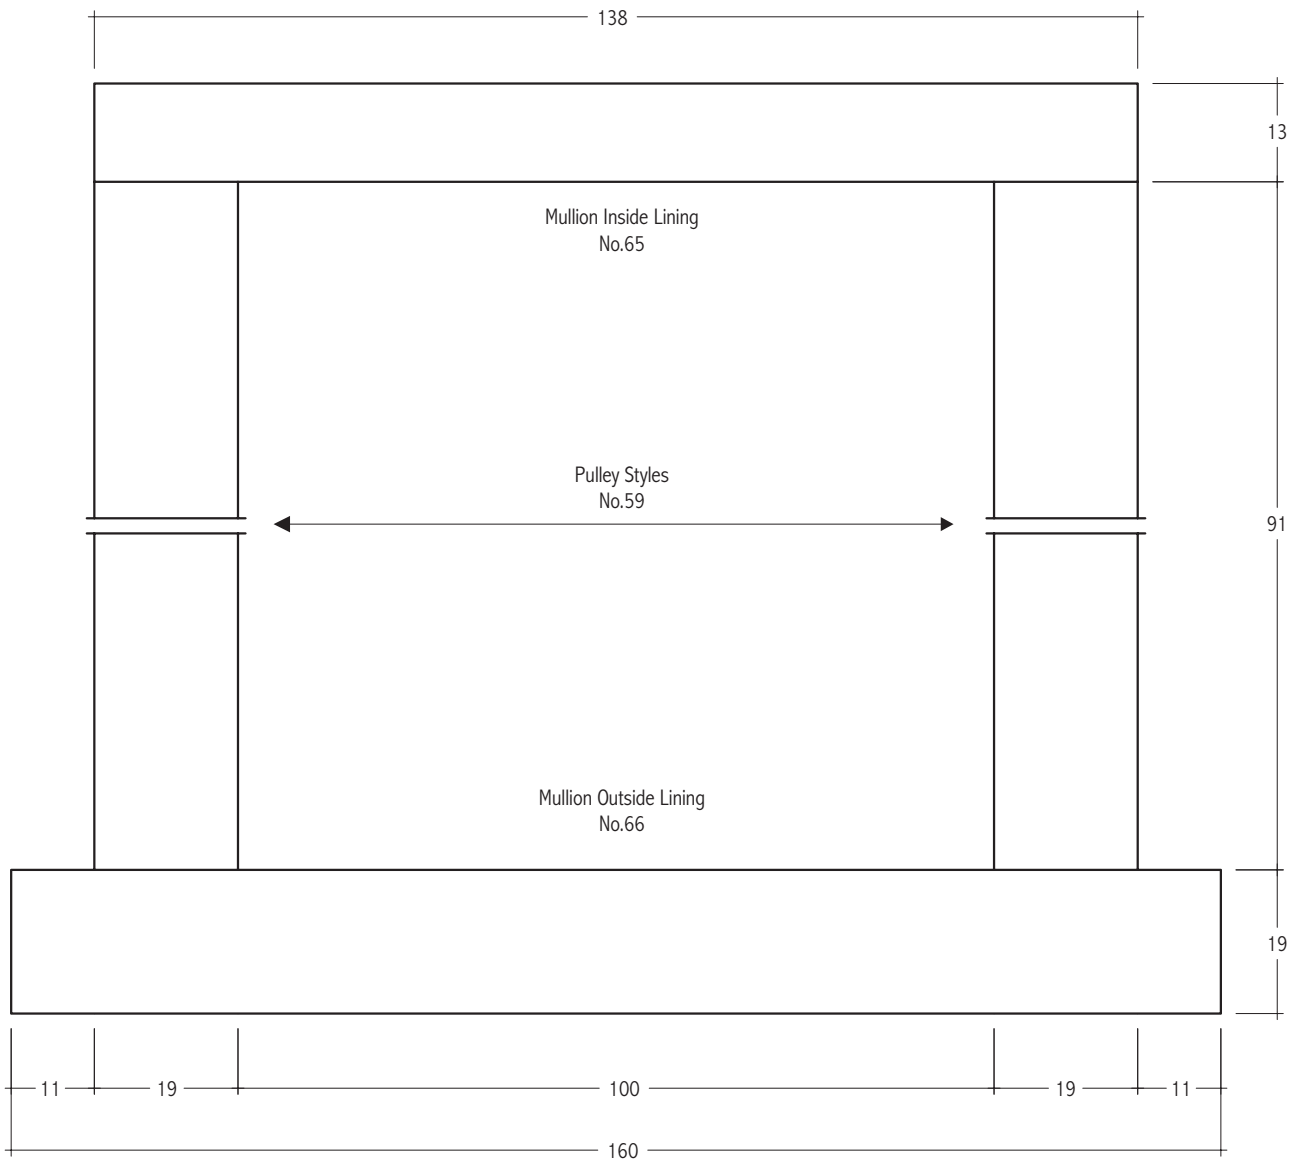 138
13
Mullion Inside Lining
No.65
Pulley Styles
No.59
91
Mullion Outside Lining
No.66
19
11 19 100 19 11
160